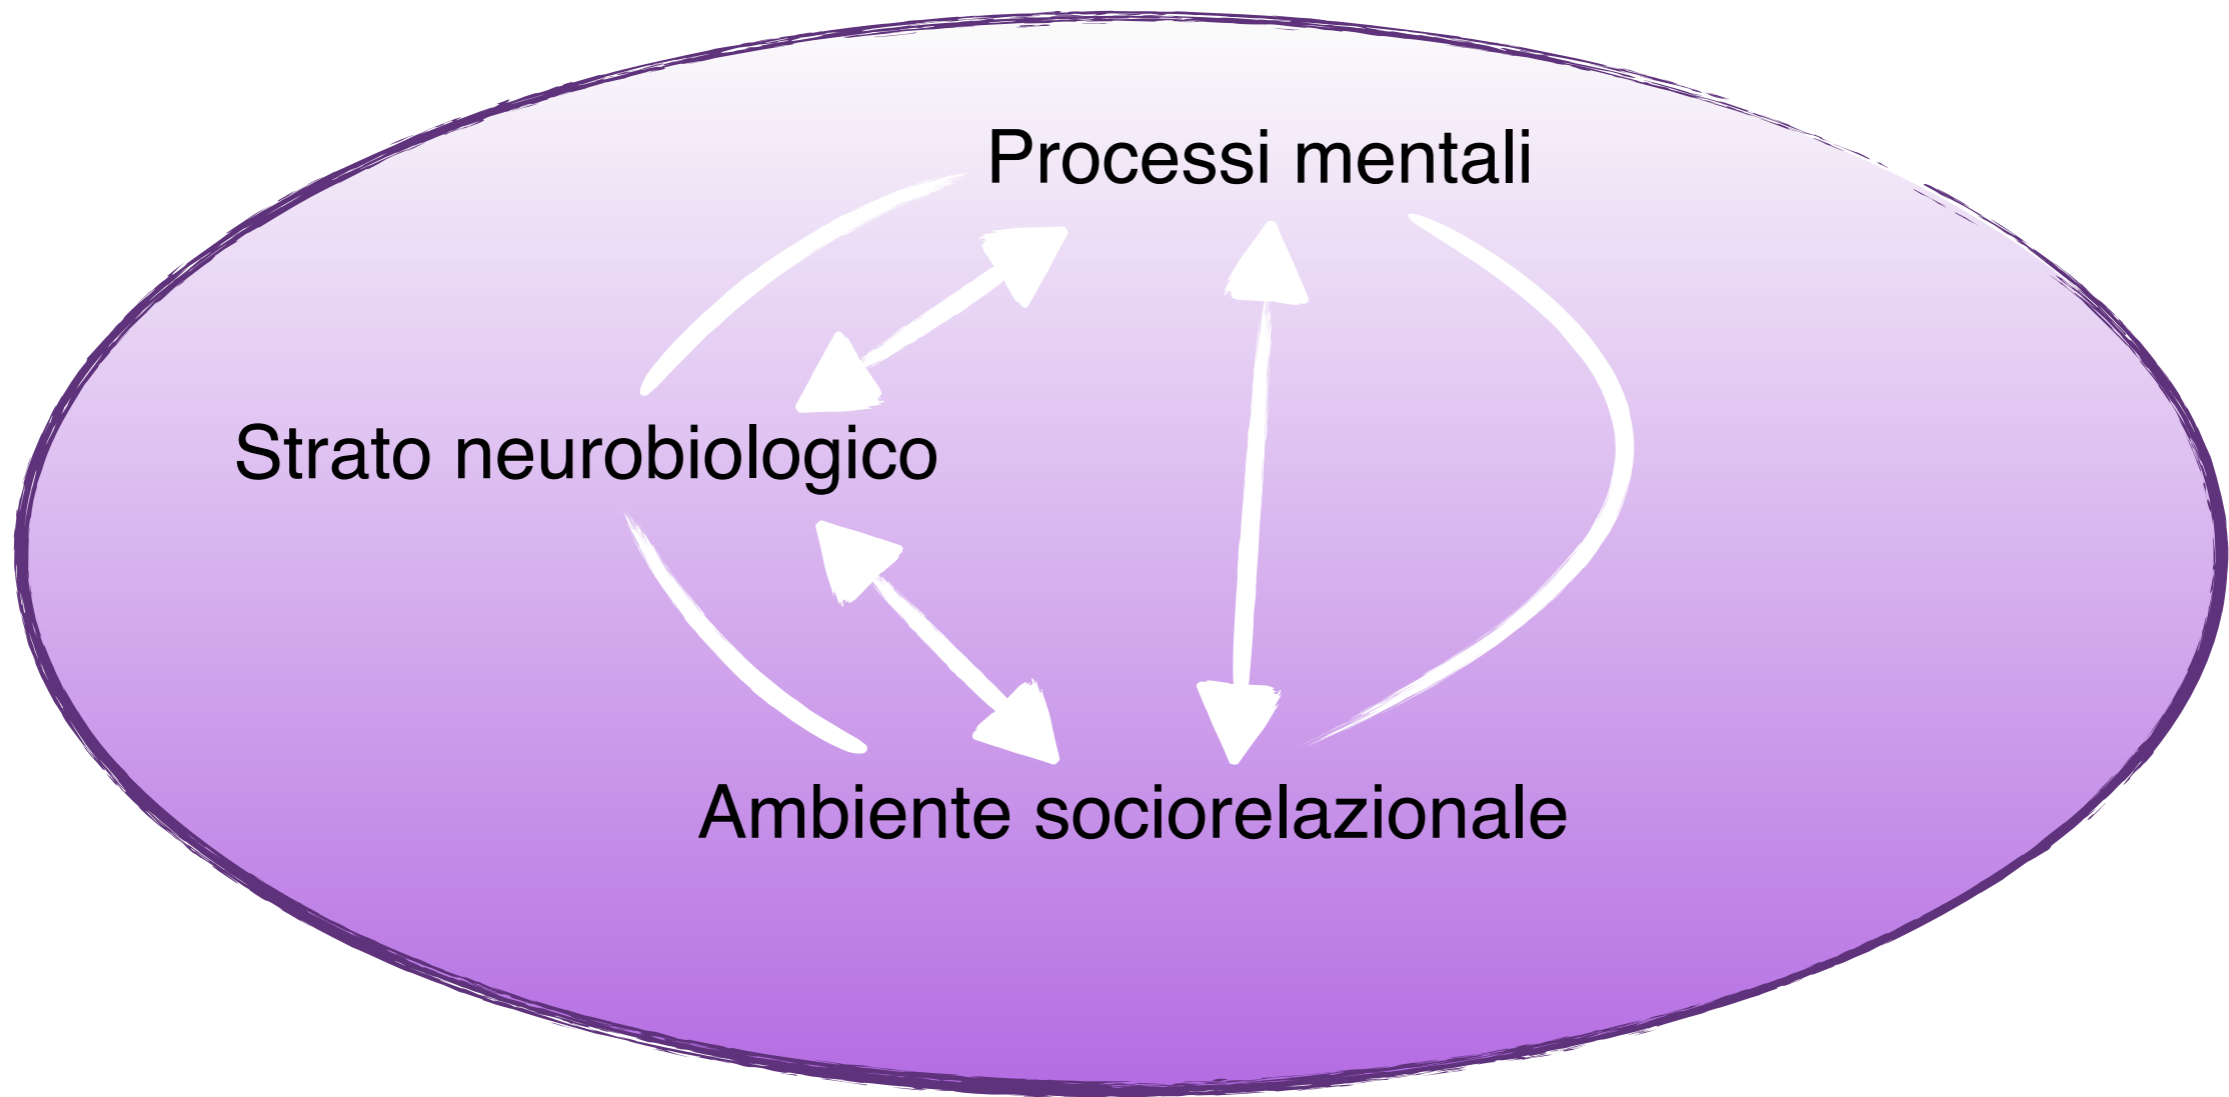 Processi mentali
Strato neurobiologico
Ambiente sociorelazionale